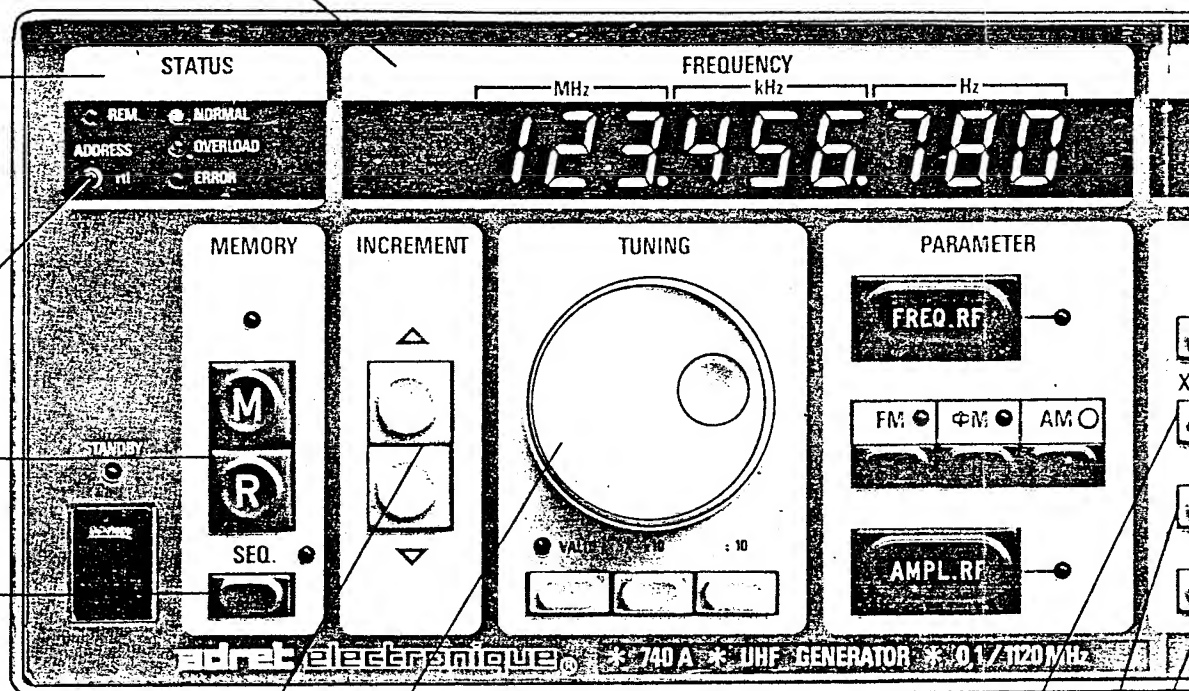 STATUS
FREQUENCY
MHz kHz Hz
REM. NORMAL
ADDRESS OVERLOAD
rtl ERROR
123.456.780
MEMORY
INCREMENT
TUNING
PARAMETER
FREQ.RF
M
FM ΦM AM
STANDBY
R
SEQ.
: 10
AMPL.RF
X
adret electronique ® * 740 A * UHF GENERATOR * 0,1/1120 MHz